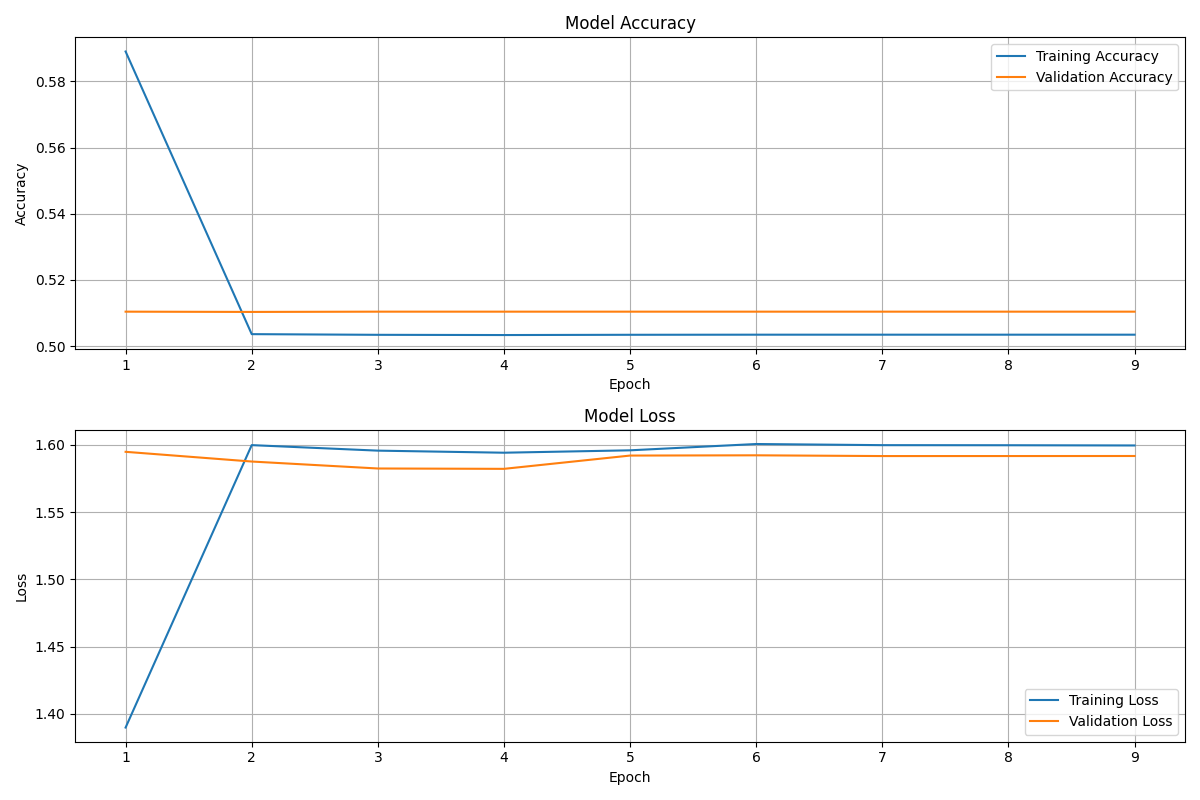 Model Accuracy
Training Accuracy
Validation Accuracy
Accuracy
0.58
0.56
0.54
0.52
0.50
1 2 3 4 5 6 7 8 9
Epoch
Model Loss
Loss
1.60
1.55
1.50
1.45
1.40
Training Loss
Validation Loss
1 2 3 4 5 6 7 8 9
Epoch